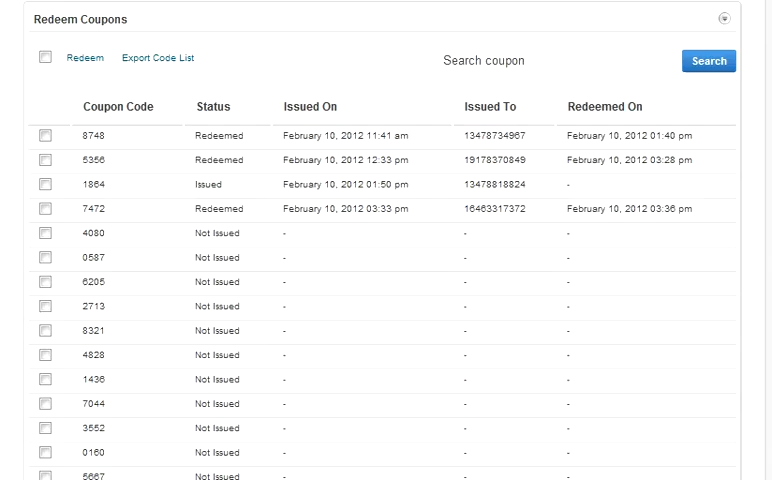 Redeem Coupons
Redeem Export Code List Search coupon Search
Coupon Code Status Issued On Issued To Redeemed On
8748 Redeemed February 10, 2012 11:41 am 13478734967 February 10, 2012 01:40 pm
5356 Redeemed February 10, 2012 12:33 pm 19178370849 February 10, 2012 03:28 pm
1864 Issued February 10, 2012 01:50 pm 13478818824 -
7472 Redeemed February 10, 2012 03:33 pm 16463317372 February 10, 2012 03:36 pm
4080 Not Issued - - -
0587 Not Issued - - -
6205 Not Issued - - -
2713 Not Issued - - -
8321 Not Issued - - -
4828 Not Issued - - -
1436 Not Issued - - -
7044 Not Issued - - -
3552 Not Issued - - -
0160 Not Issued - - -
5667 Not Issued - - -